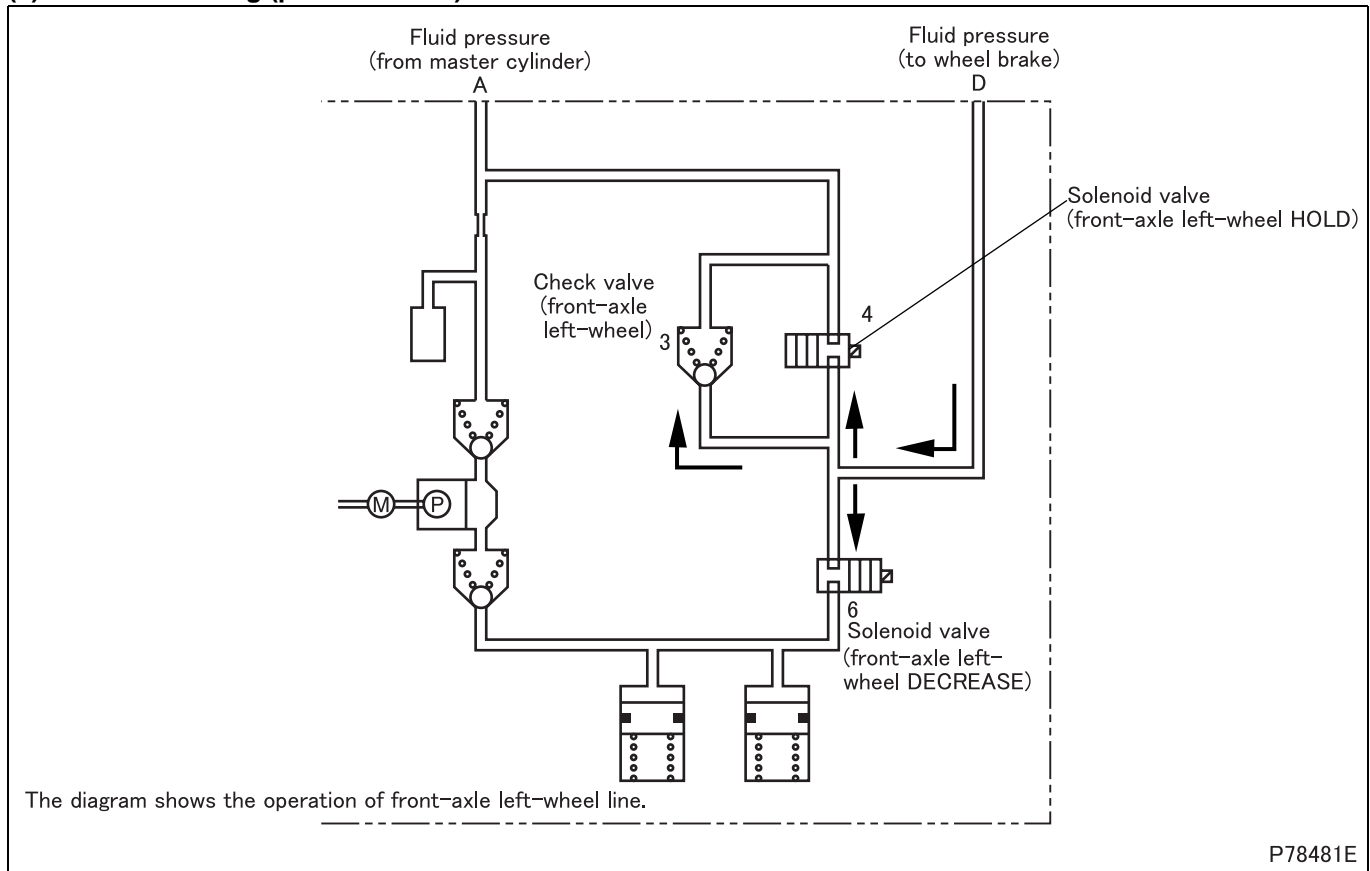 Fluid pressure
(from master cylinder)
A
Fluid pressure
(to wheel brake)
D
Solenoid valve
(front-axle left-wheel HOLD)
Check valve
(front-axle
left-wheel)
3
4
M
P
6
Solenoid valve
(front-axle left-
wheel DECREASE)
The diagram shows the operation of front-axle left-wheel line.
P78481E